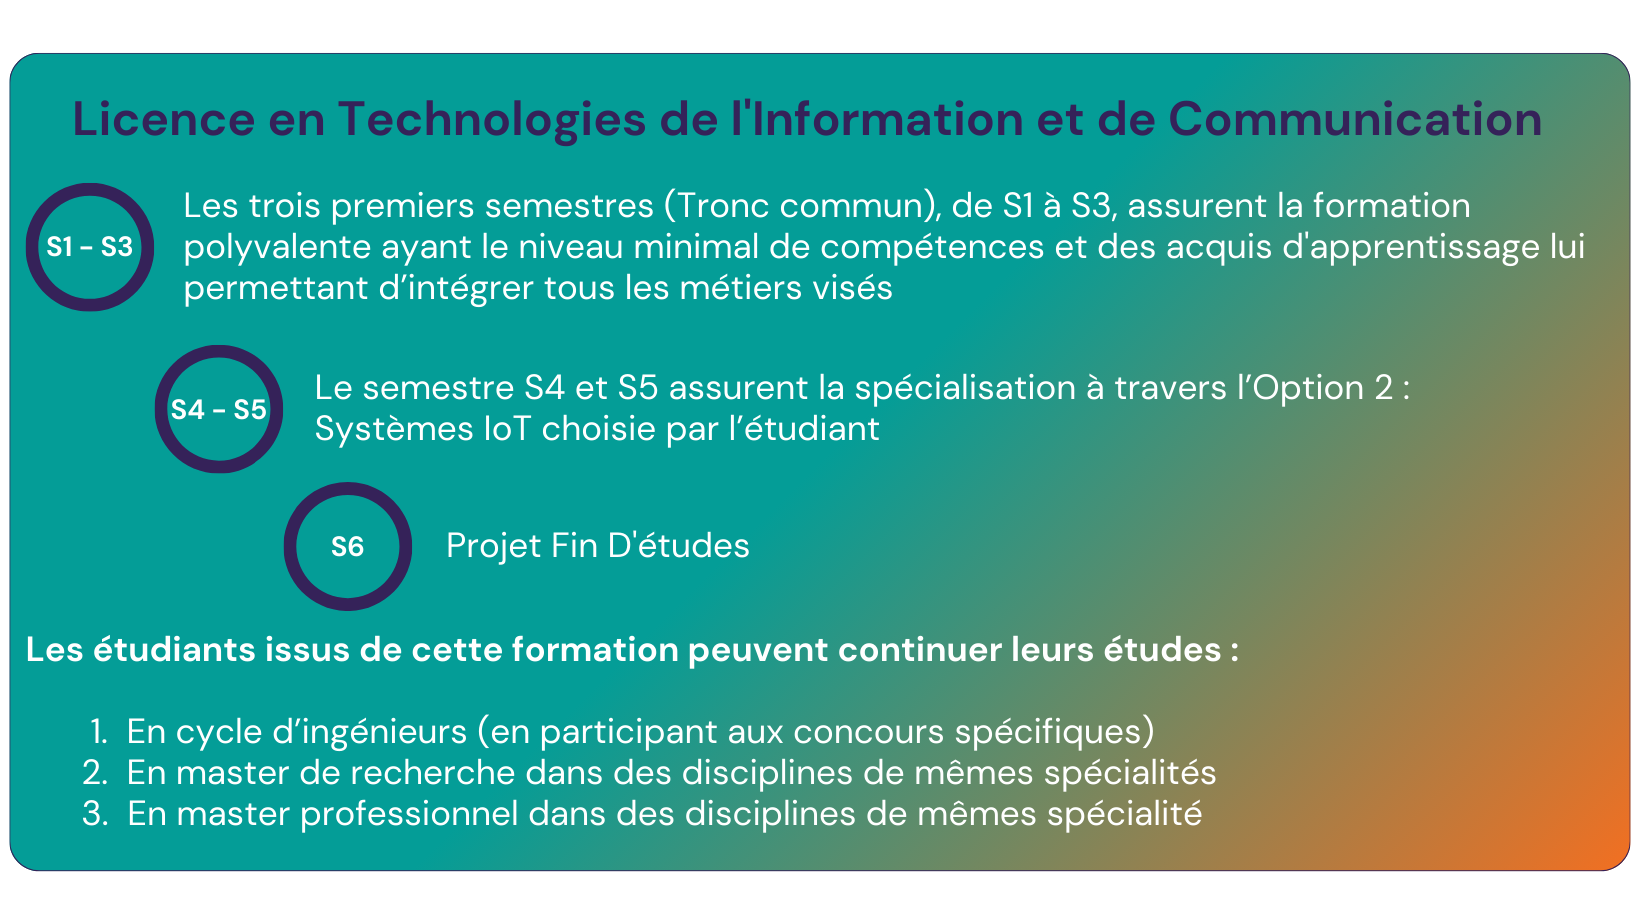 Licence en Technologies de l'Information et de Communication
S1 - S3
Les trois premiers semestres (Tronc commun), de S1 à S3, assurent la formation
polyvalente ayant le niveau minimal de compétences et des acquis d'apprentissage lui
permettant d’intégrer tous les métiers visés
S4 - S5
Le semestre S4 et S5 assurent la spécialisation à travers l’Option 2 :
Systèmes IoT choisie par l’étudiant
S6
Projet Fin D'études
Les étudiants issus de cette formation peuvent continuer leurs études :
1. En cycle d’ingénieurs (en participant aux concours spécifiques)
2. En master de recherche dans des disciplines de mêmes spécialités
3. En master professionnel dans des disciplines de mêmes spécialité